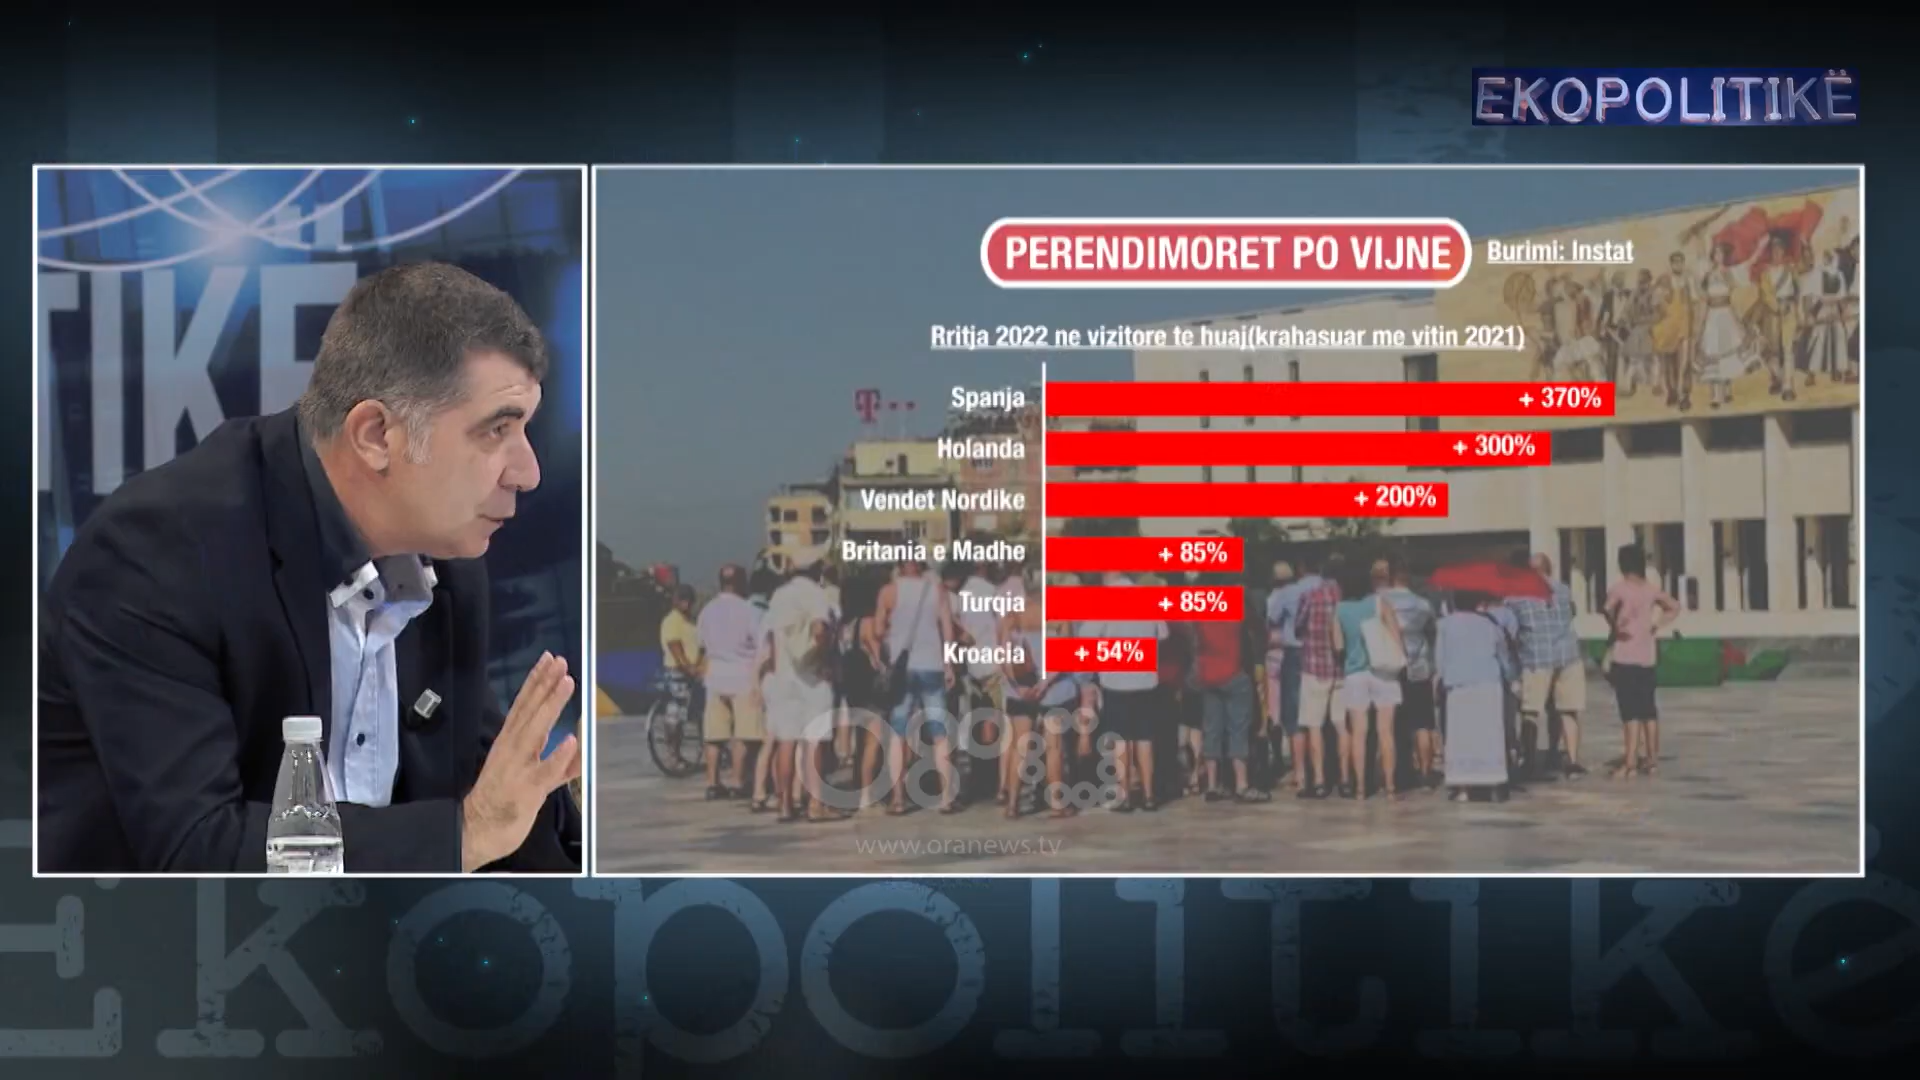 EKOPOLITIKË
TIKË
PERENDIMORET PO VIJNE
Burimi: Instat
Rritja 2022 ne vizitore te huaj(krahasuar me vitin 2021)
Spanja + 370%
Holanda + 300%
Vendet Nordike + 200%
Britania e Madhe + 85%
Turqia + 85%
Kroacia + 54%
www.oranews.tv
Ekopolitikë